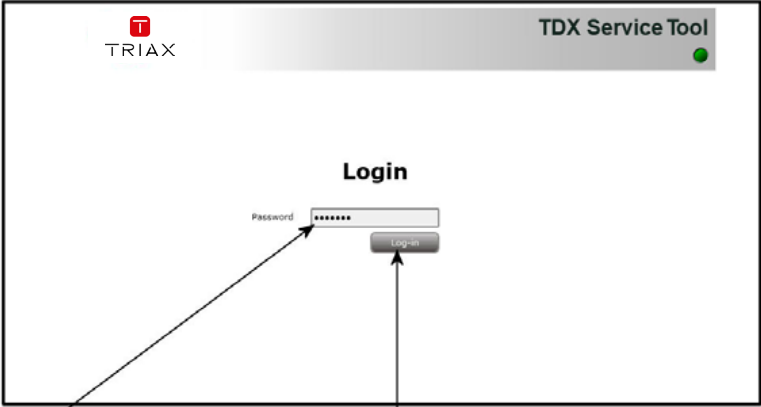 TRIAX
TDX Service Tool
Login
Password •••••••
Log-in